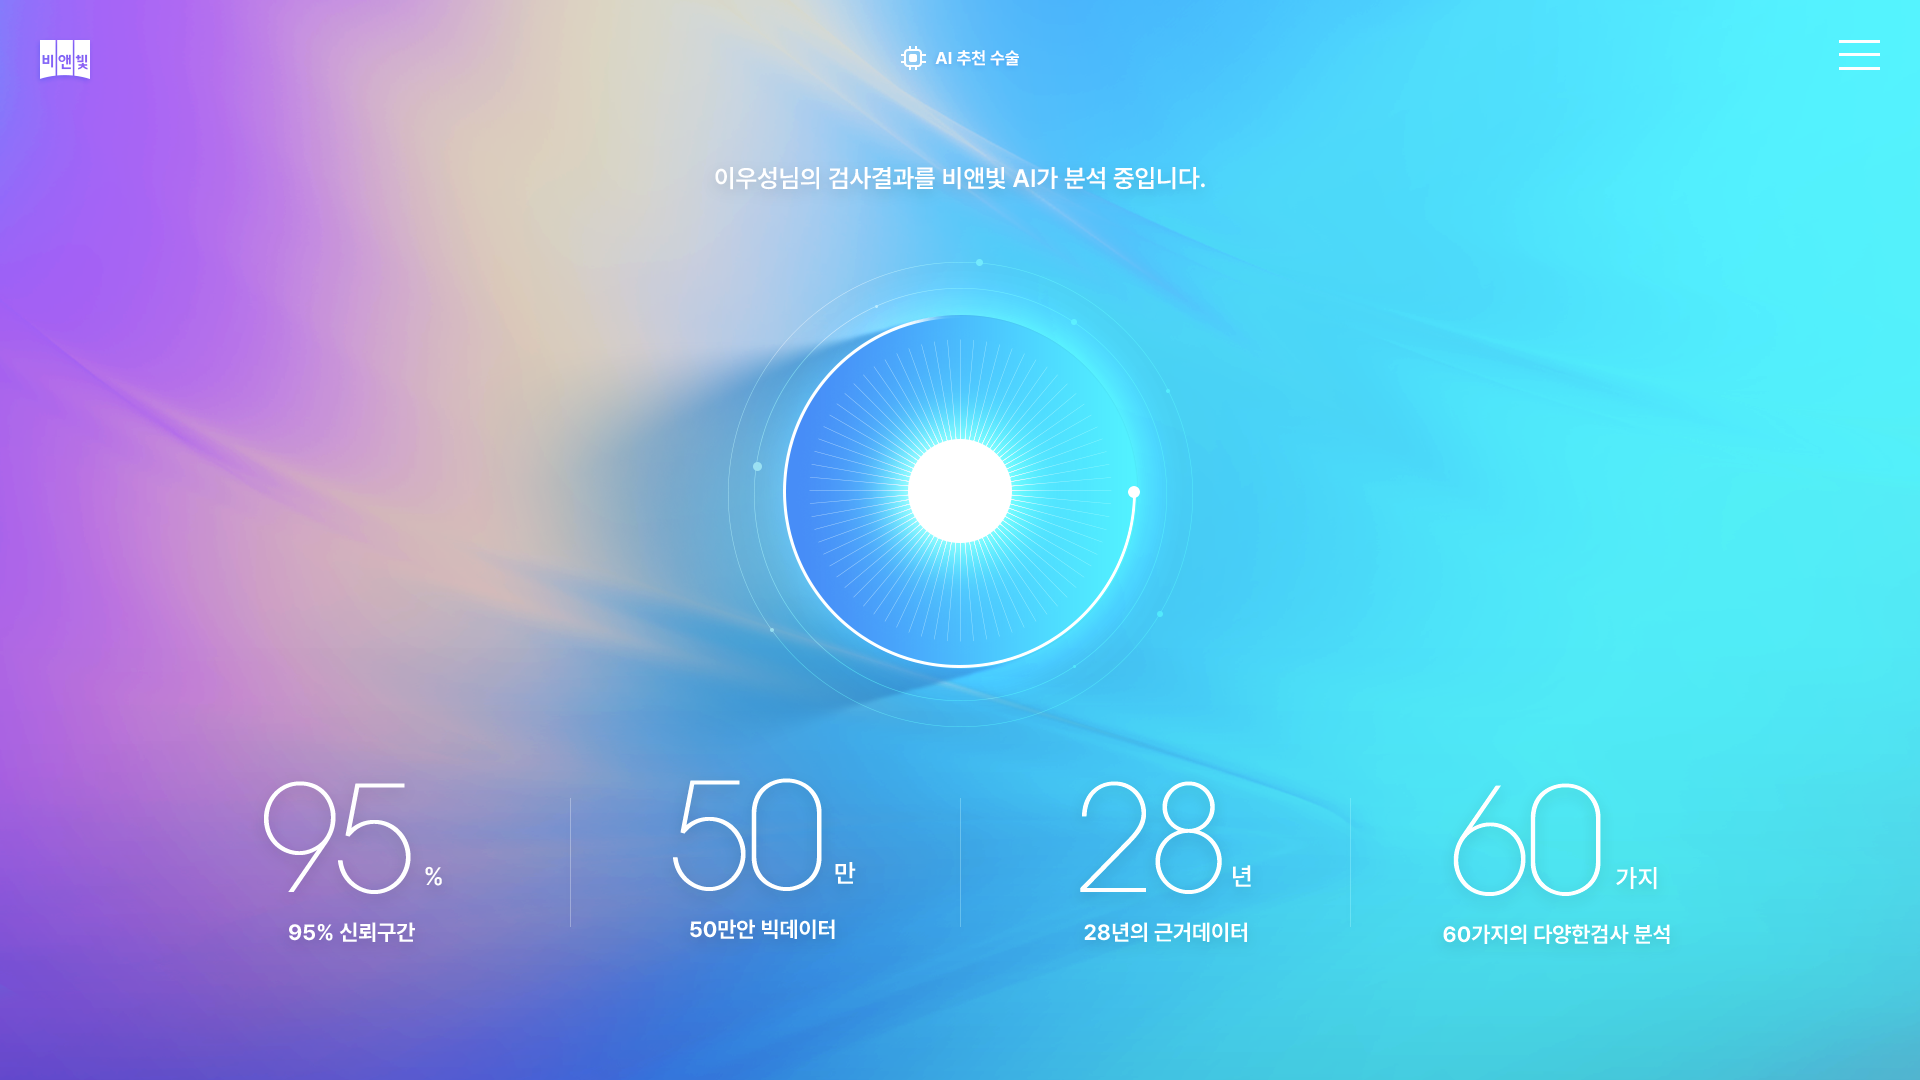 비앤빛
AI 추천 수술
이우성님의 검사결과를 비앤빛 AI가 분석 중입니다.
95 %
95% 신뢰구간
50 만
50만안 빅데이터
28 년
28년의 근거데이터
60 가지
60가지의 다양한검사 분석